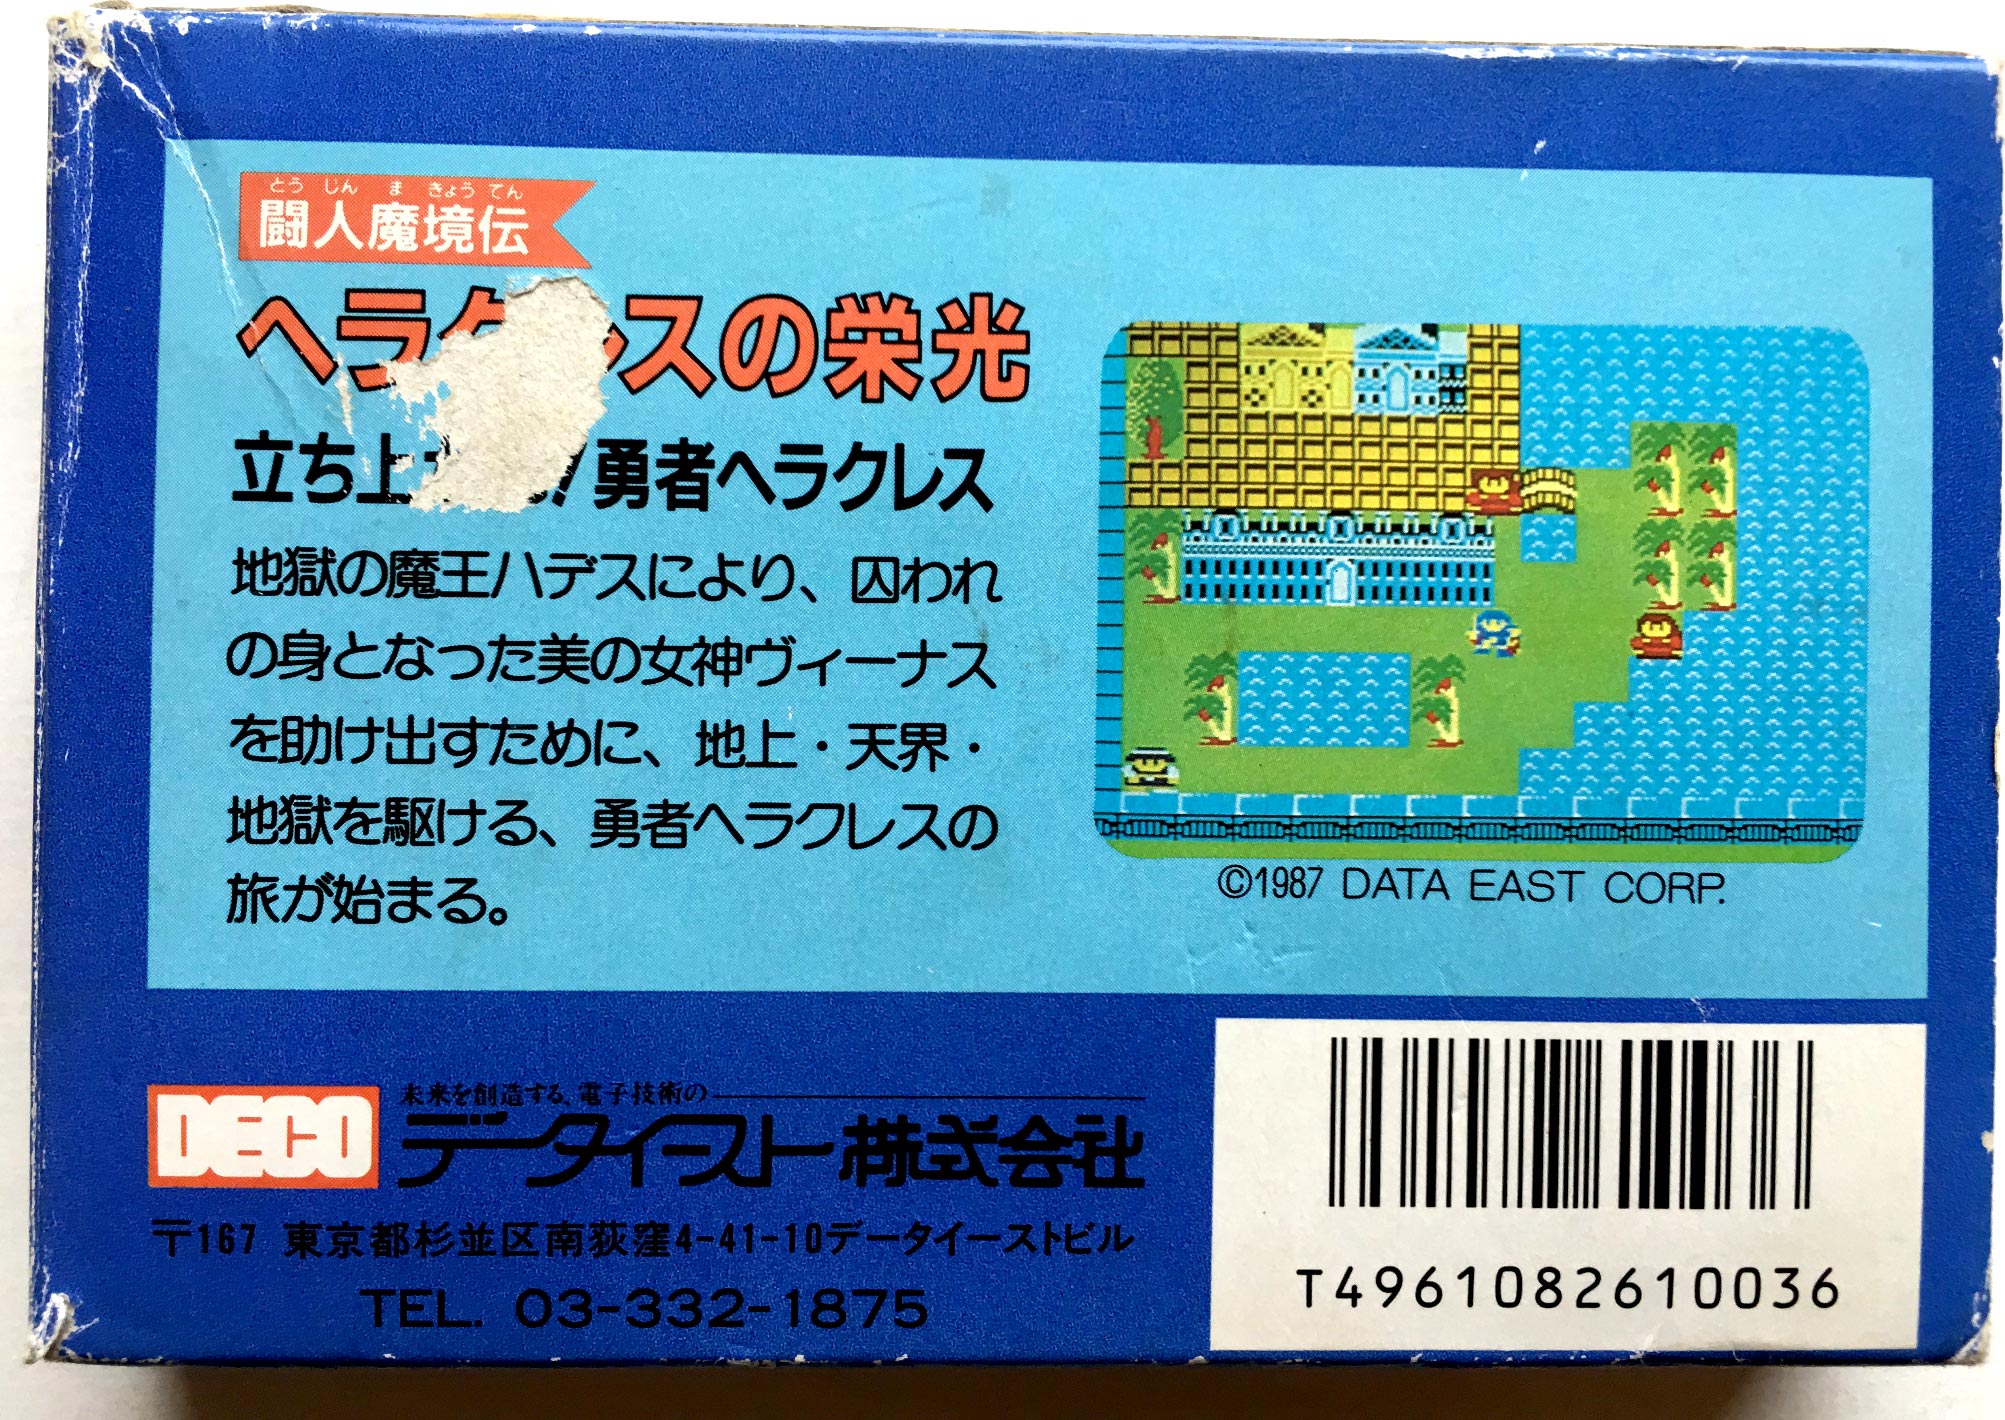 とう じん ま きょう てん
闘人魔境伝
ヘラクレスの栄光
立ち上 ! 勇者ヘラクレス
地獄の魔王ハデスにより、囚われ
の身となった美の女神ヴィーナス
を助け出すために、地上・天界・
地獄を駆ける、勇者ヘラクレスの
旅が始まる。
©1987 DATA EAST CORP.
DECO
未来を創造する、電子技術の
データイースト株式会社
〒167 東京都杉並区南荻窪4-41-10データイーストビル
TEL. 03-332-1875
T4961082610036